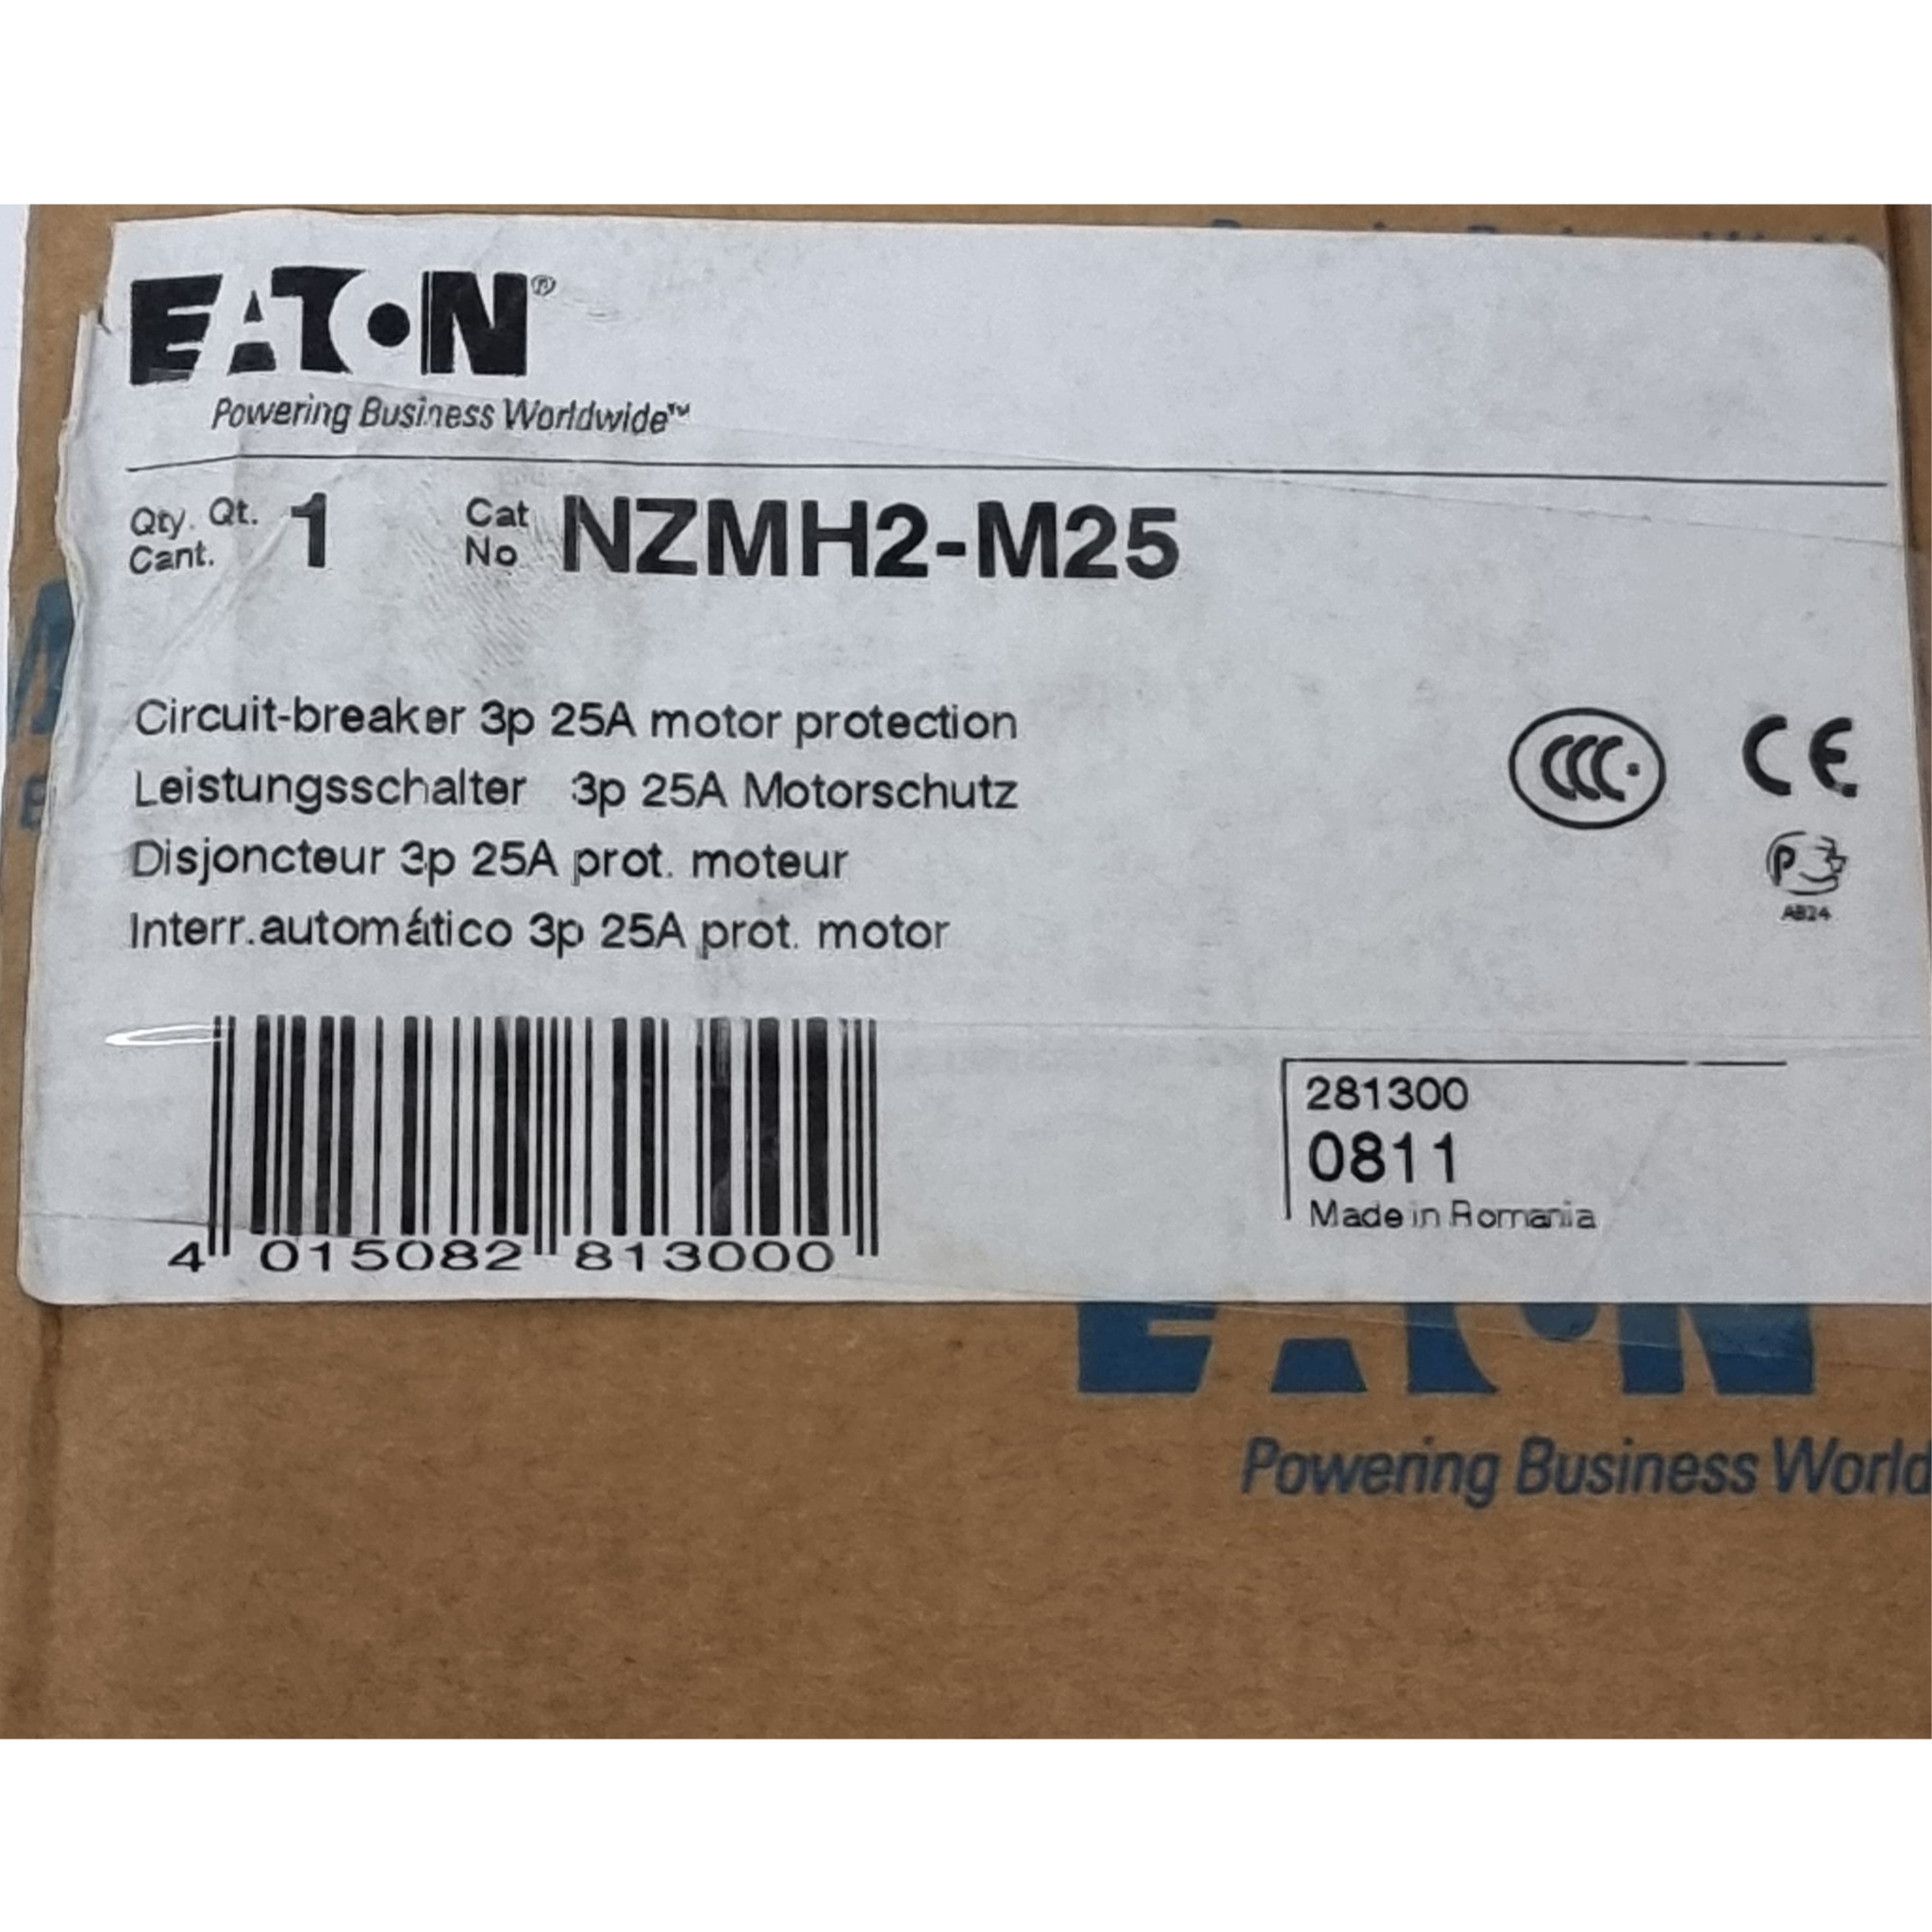 EATON®
Powering Business Worldwide™
Qty. Qt. 1 Cat NZMH2-M25
Cant. No
Circuit-breaker 3p 25A motor protection
Leistungsschalter 3p 25A Motorschutz
Disjoncteur 3p 25A prot. moteur
Interr.automático 3p 25A prot. motor
CCC CE
P
AB24
281300
0811
Made in Romania
4 015082 813000
EATON
Powering Business World